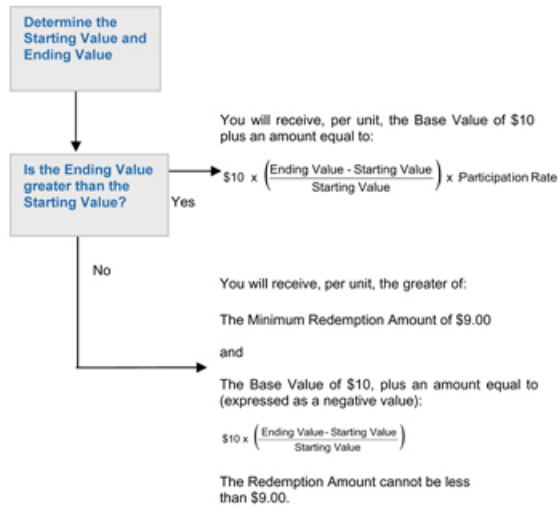 Determine the
Starting Value and
Ending Value
You will receive, per unit, the Base Value of $10
plus an amount equal to:
Is the Ending Value
greater than the
Starting Value?
Yes
$10 x (Ending Value - Starting Value / Starting Value) x Participation Rate
No
You will receive, per unit, the greater of:
The Minimum Redemption Amount of $9.00
and
The Base Value of $10, plus an amount equal to
(expressed as a negative value):
$10 x (Ending Value - Starting Value / Starting Value)
The Redemption Amount cannot be less
than $9.00.